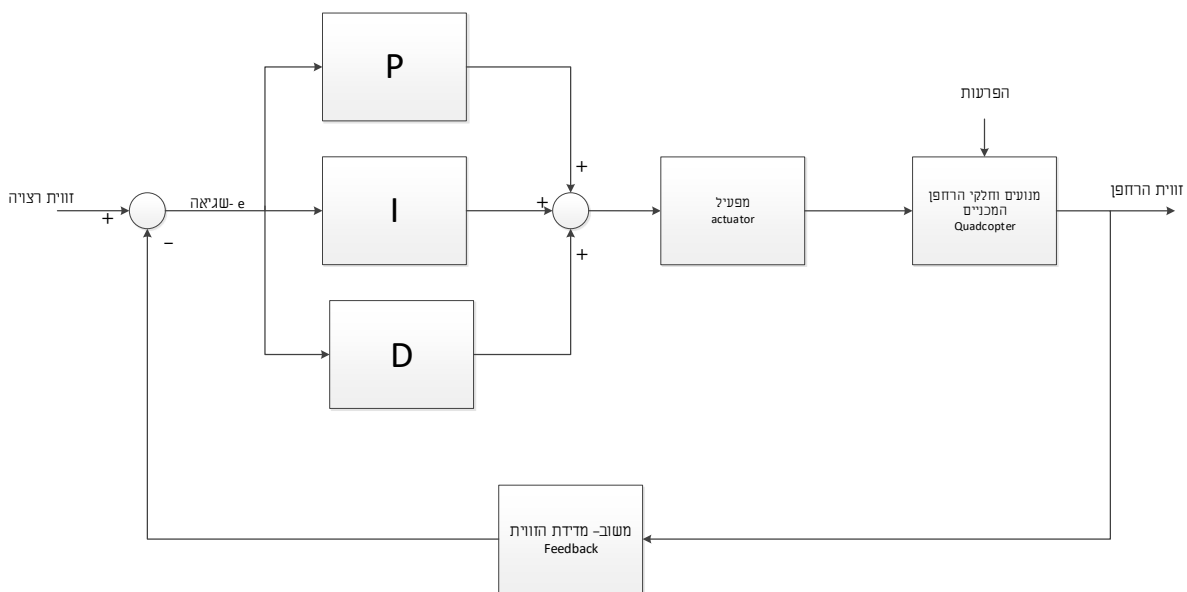 P
הפרעות
זווית רצויה
+
–
שגיאה- e
I
+
+
+
מפעיל
actuator
מנועים וחלקי הרחפן
המכניים
Quadcopter
זווית הרחפן
D
משוב– מדידת הזווית
Feedback